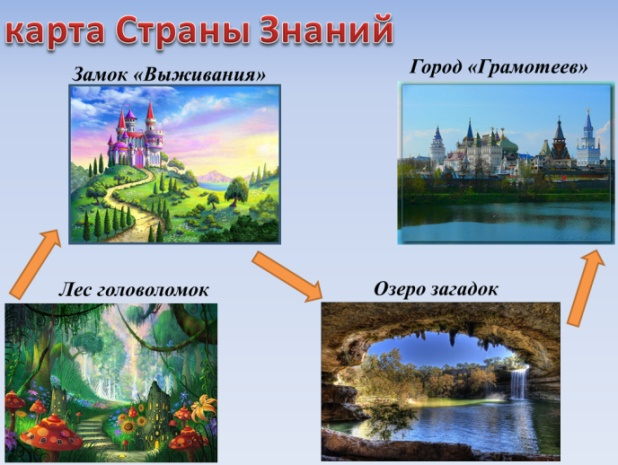 карта Страны Знаний
Замок «Выживания»
Город «Грамотеев»
Лес головоломок
Озеро загадок